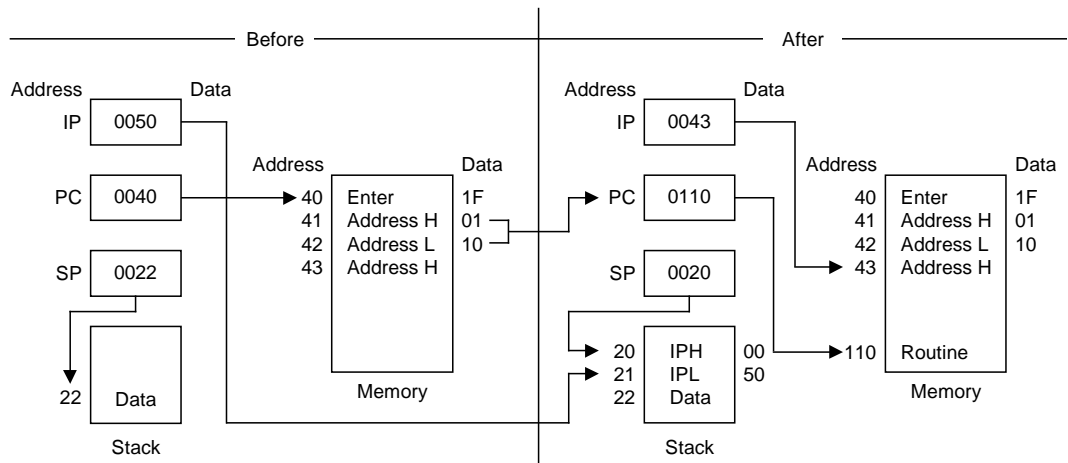 Before
Address Data
IP 0050
PC 0040
SP 0022
22 Data
Stack
Address Data
40 Enter 1F
41 Address H 01
42 Address L 10
43 Address H
Memory
After
Address Data
IP 0043
PC 0110
SP 0020
20 IPH 00
21 IPL 50
22 Data
Stack
Address Data
40 Enter 1F
41 Address H 01
42 Address L 10
43 Address H
110 Routine
Memory